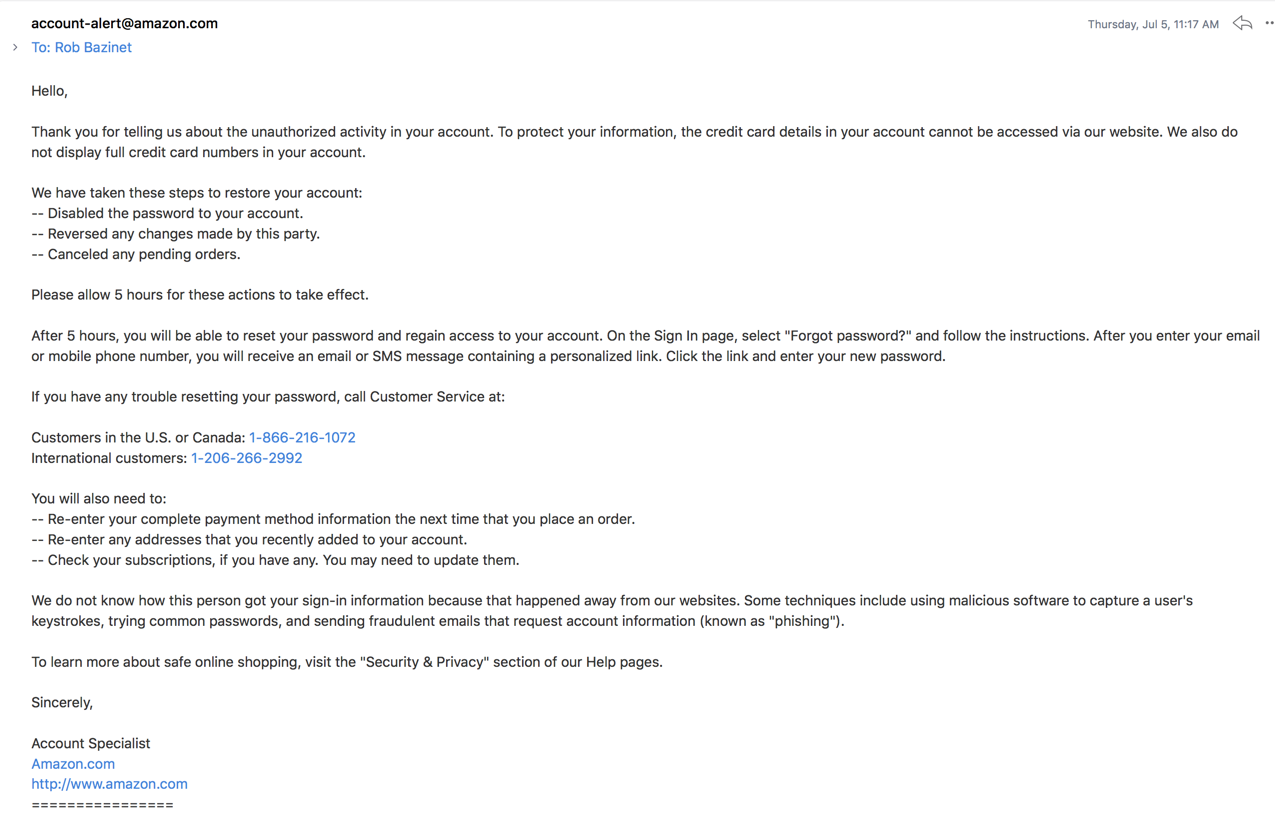 account-alert@amazon.com
Thursday, Jul 5, 11:17 AM
To: Rob Bazinet
Hello,
Thank you for telling us about the unauthorized activity in your account. To protect your information, the credit card details in your account cannot be accessed via our website. We also do
not display full credit card numbers in your account.
We have taken these steps to restore your account:
-- Disabled the password to your account.
-- Reversed any changes made by this party.
-- Canceled any pending orders.
Please allow 5 hours for these actions to take effect.
After 5 hours, you will be able to reset your password and regain access to your account. On the Sign In page, select "Forgot password?" and follow the instructions. After you enter your email
or mobile phone number, you will receive an email or SMS message containing a personalized link. Click the link and enter your new password.
If you have any trouble resetting your password, call Customer Service at:
Customers in the U.S. or Canada: 1-866-216-1072
International customers: 1-206-266-2992
You will also need to:
-- Re-enter your complete payment method information the next time that you place an order.
-- Re-enter any addresses that you recently added to your account.
-- Check your subscriptions, if you have any. You may need to update them.
We do not know how this person got your sign-in information because that happened away from our websites. Some techniques include using malicious software to capture a user's
keystrokes, trying common passwords, and sending fraudulent emails that request account information (known as "phishing").
To learn more about safe online shopping, visit the "Security & Privacy" section of our Help pages.
Sincerely,
Account Specialist
Amazon.com
http://www.amazon.com
================